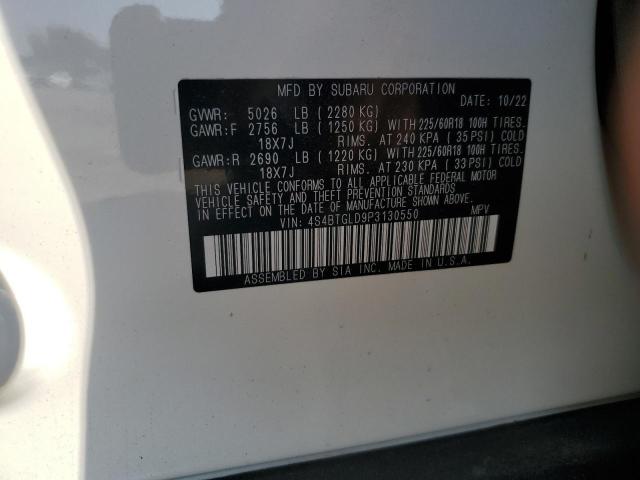 MFD BY SUBARU CORPORATION
DATE: 10/22
GVWR: 5026 LB (2280 KG)
GAWR:F 2756 LB (1250 KG) WITH 225/60R18 100H TIRES.
18X7J RIMS. AT 240 KPA (35 PSI) COLD
GAWR:R 2690 LB (1220 KG) WITH 225/60R18 100H TIRES.
18X7J RIMS. AT 230 KPA (33 PSI) COLD
THIS VEHICLE CONFORMS TO ALL APPLICABLE FEDERAL MOTOR
VEHICLE SAFETY, BUMPER, AND THEFT PREVENTION STANDARDS
IN EFFECT ON THE DATE OF MANUFACTURE SHOWN ABOVE.
VIN: 4S4BTGLD9P3130550 MPV
ASSEMBLED BY SIA INC. MADE IN U.S.A.